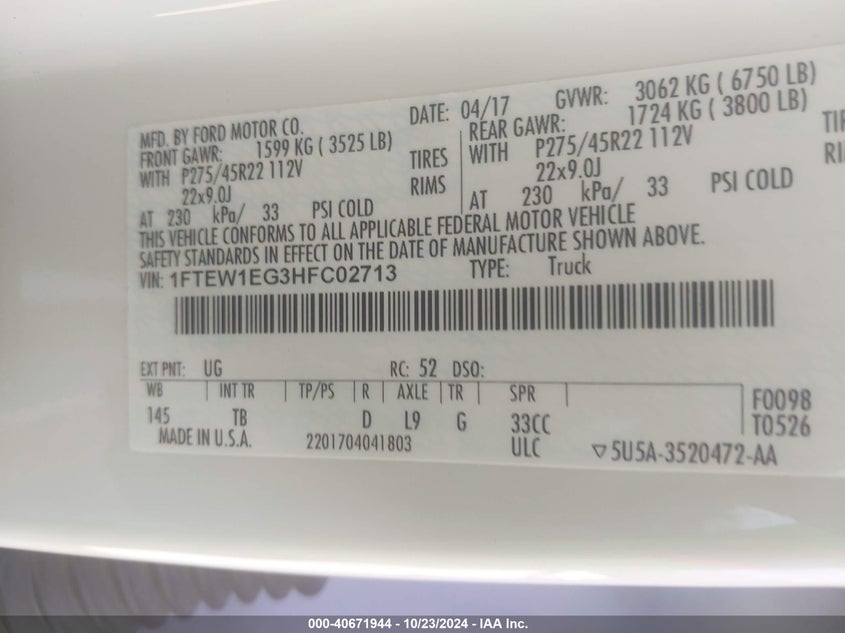 MFD. BY FORD MOTOR CO. DATE: 04/17 GVWR: 3062 KG ( 6750 LB)
FRONT GAWR: 1599 KG ( 3525 LB) REAR GAWR: 1724 KG ( 3800 LB)
WITH P275/45R22 112V TIRES WITH P275/45R22 112V
22x9.0J RIMS 22x9.0J
AT 230 kPa/ 33 PSI COLD AT 230 kPa/ 33 PSI COLD
THIS VEHICLE CONFORMS TO ALL APPLICABLE FEDERAL MOTOR VEHICLE
SAFETY STANDARDS IN EFFECT ON THE DATE OF MANUFACTURE SHOWN ABOVE.
VIN: 1FTEW1EG3HFC02713 TYPE: Truck
EXT PNT: UG RC: 52 DSO:
WB INT TR TP/PS R AXLE TR SPR F0098
145 TB D L9 G 33CC T0526
MADE IN U.S.A. 2201704041803 ULC ▽5U5A-3520472-AA
000-40671944 - 10/23/2024 - IAA Inc.